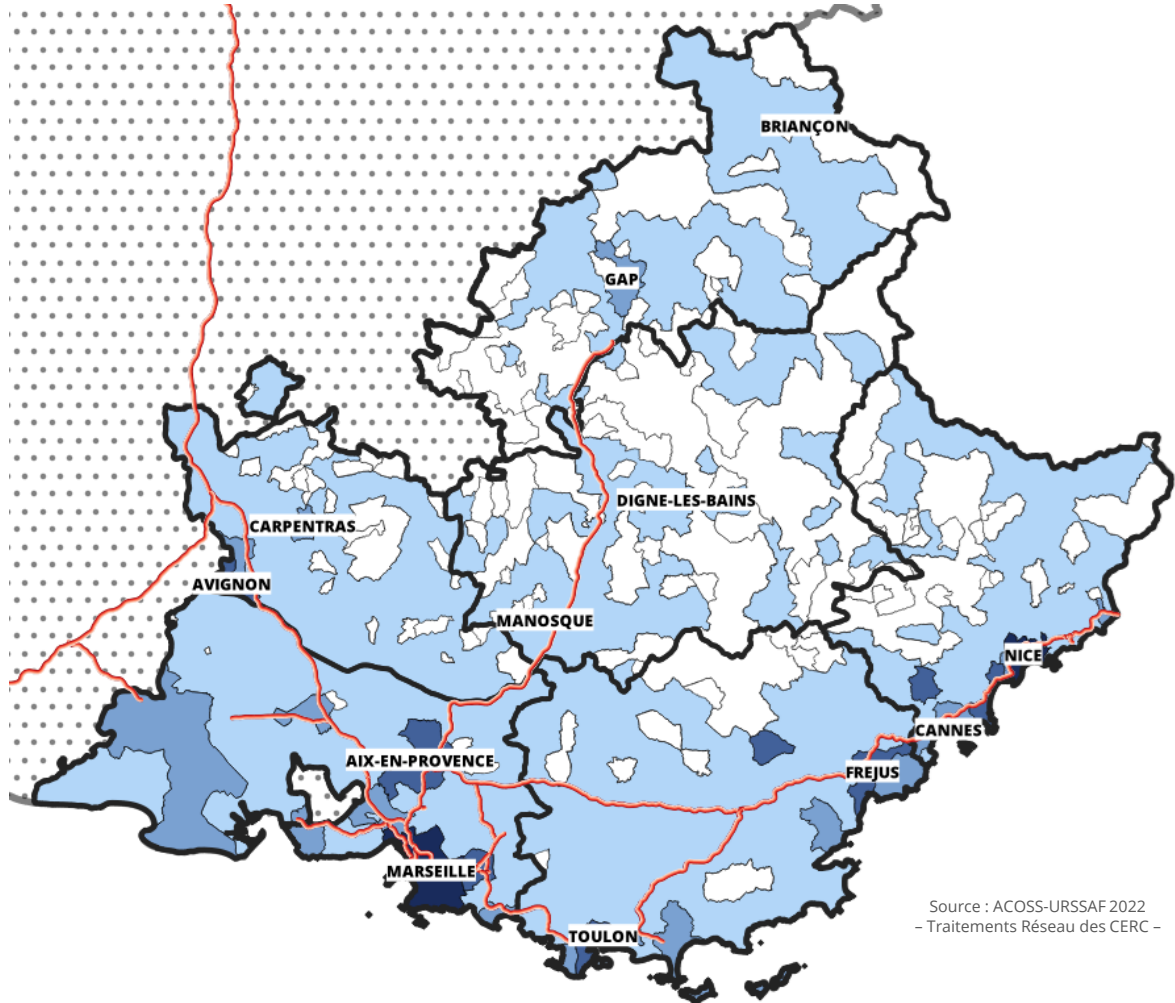 BRIANÇON
GAP
DIGNE-LES-BAINS
CARPENTRAS
AVIGNON
MANOSQUE
NICE
CANNES
AIX-EN-PROVENCE
FREJUS
MARSEILLE
TOULON
Source : ACOSS-URSSAF 2022
– Traitements Réseau des CERC –